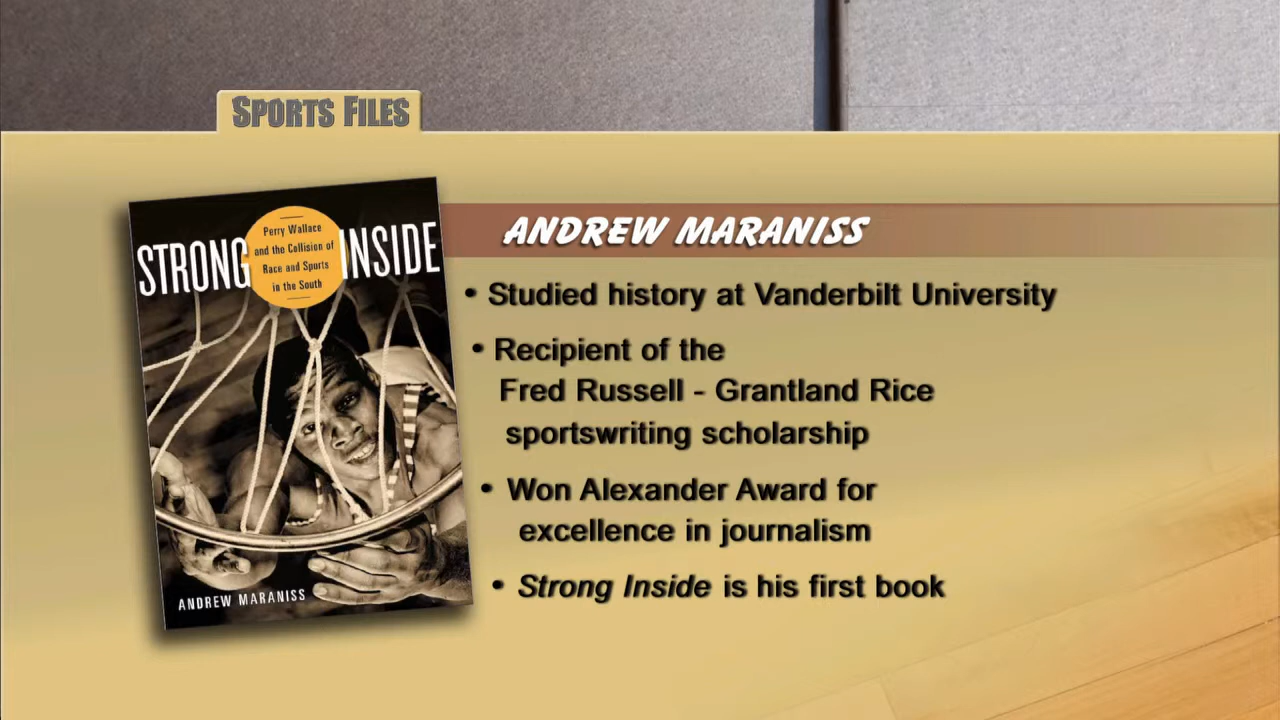 SPORTS FILES
STRONG INSIDE
Perry Wallace
and the Collision of
Race and Sports
in the South
ANDREW MARANISS
ANDREW MARANISS
• Studied history at Vanderbilt University
• Recipient of the
Fred Russell - Grantland Rice
sportswriting scholarship
• Won Alexander Award for
excellence in journalism
• Strong Inside is his first book